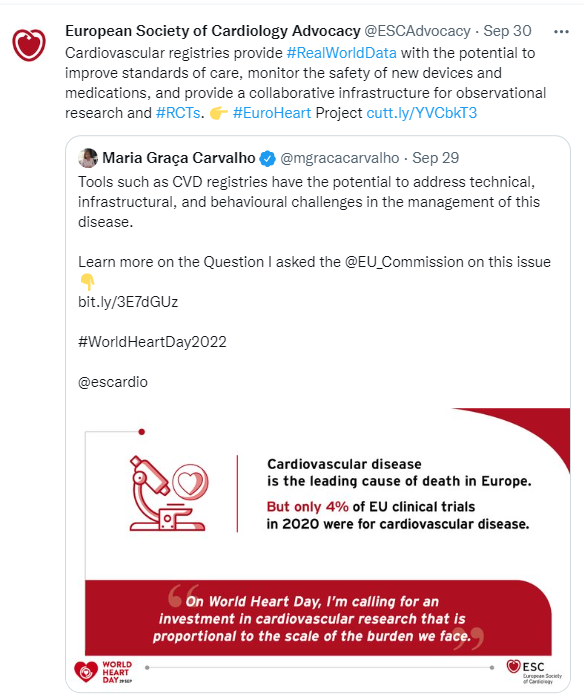 European Society of Cardiology Advocacy @ESCAdvocacy · Sep 30
Cardiovascular registries provide #RealWorldData with the potential to
improve standards of care, monitor the safety of new devices and
medications, and provide a collaborative infrastructure for observational
research and #RCTs. 👉 #EuroHeart Project cutt.ly/YVCbkT3
Maria Graça Carvalho @mgracacarvalho · Sep 29
Tools such as CVD registries have the potential to address technical,
infrastructural, and behavioural challenges in the management of this
disease.
Learn more on the Question I asked the @EU_Commission on this issue
👇
bit.ly/3E7dGUz
#WorldHeartDay2022
@escardio
Cardiovascular disease
is the leading cause of death in Europe.
But only 4% of EU clinical trials
in 2020 were for cardiovascular disease.
“On World Heart Day, I’m calling for an
investment in cardiovascular research that is
proportional to the scale of the burden we face.”
WORLD
HEART
DAY 29 SEP
ESC
European Society
of Cardiology